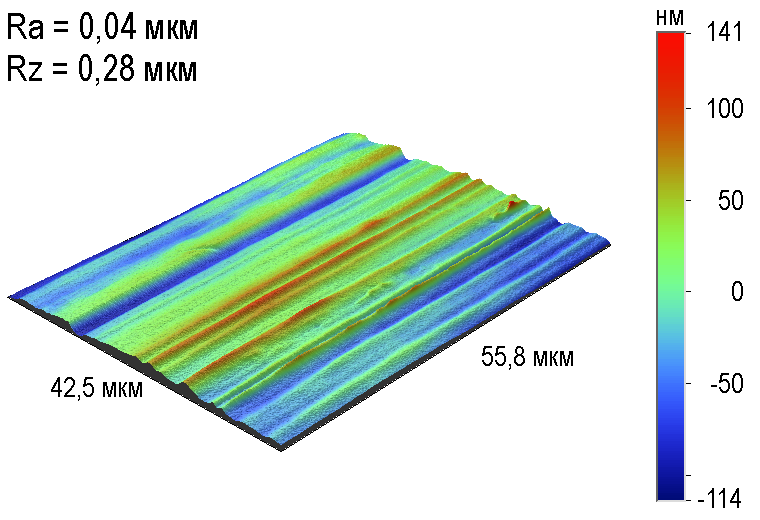 Ra = 0,04 мкм
Rz = 0,28 мкм
нм
141
100
50
0
-50
-114
55,8 мкм
42,5 мкм